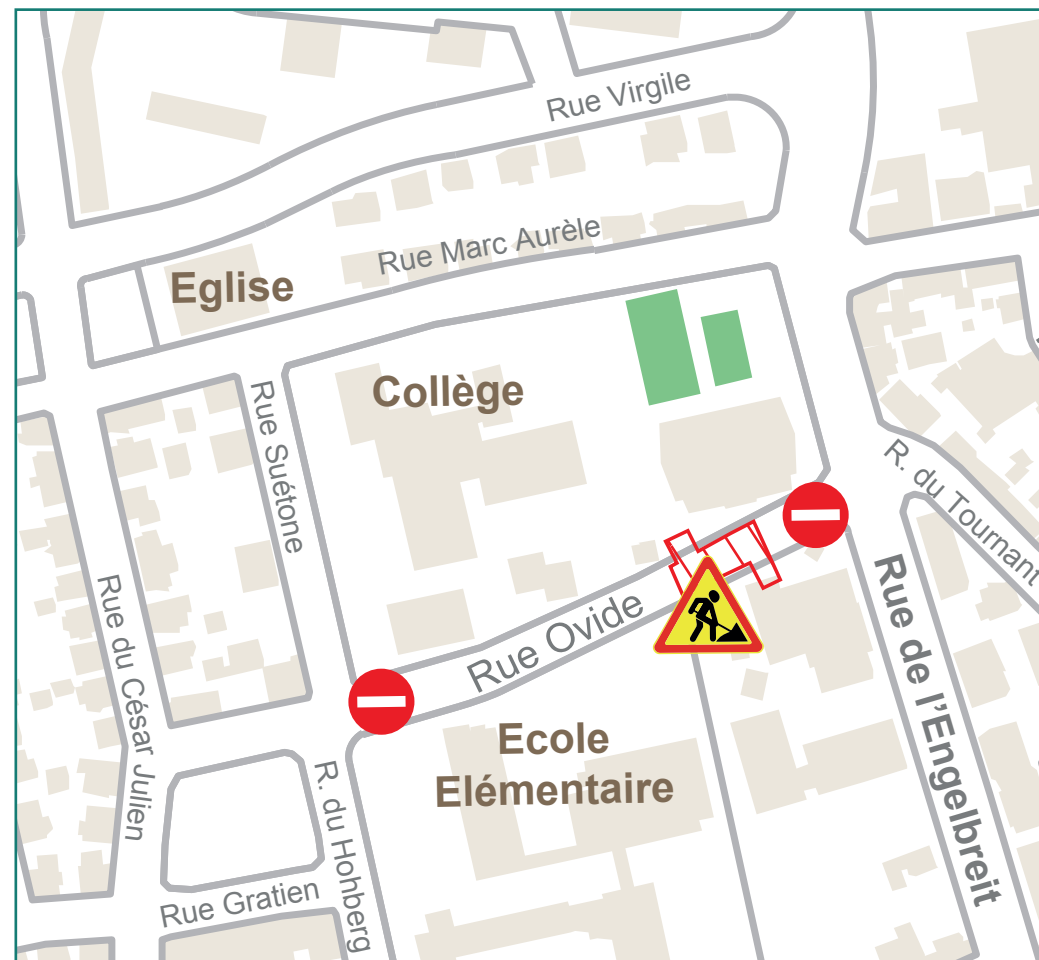 Rue Virgile
Rue Marc Aurèle
Eglise
Collège
Rue Suétone
R. du Tournant
Rue du César Julien
Rue Ovide
Rue de l'Engelbreit
Ecole
Elémentaire
R. du Hohberg
Rue Gratien